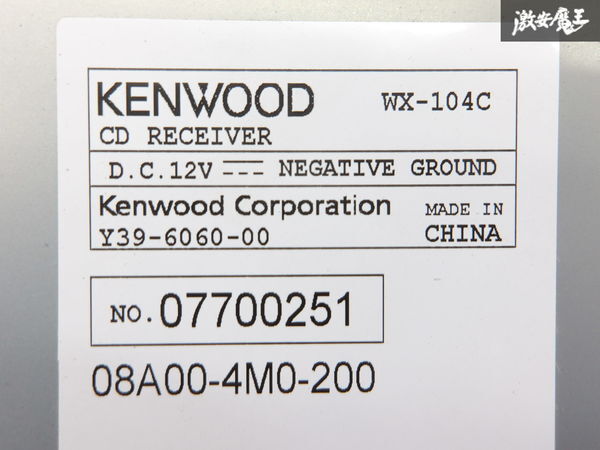 激安魔王
KENWOOD WX-104C
CD RECEIVER
D.C.12V NEGATIVE GROUND
Kenwood Corporation MADE IN
Y39-6060-00 CHINA
NO. 07700251
08A00-4M0-200